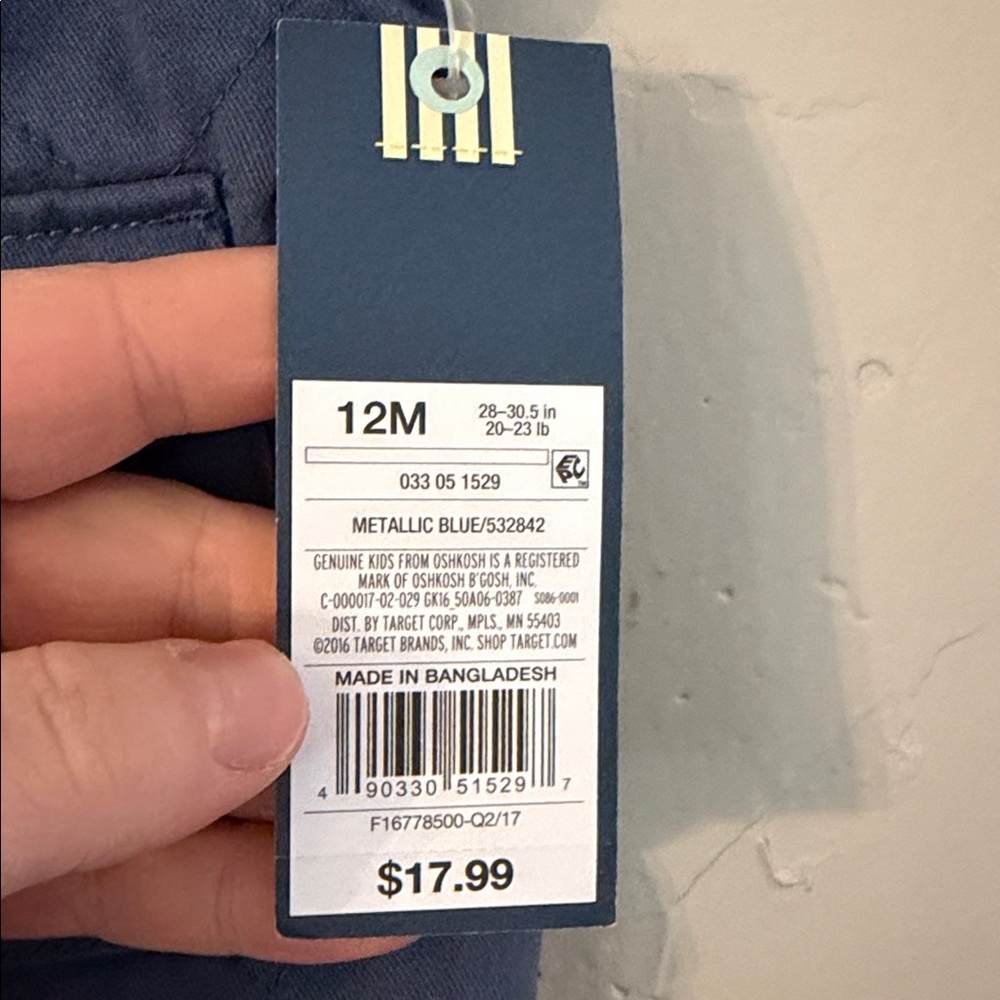 12M
28–30.5 in
20–23 lb
EPC
TM
033 05 1529
METALLIC BLUE/532842
GENUINE KIDS FROM OSHKOSH IS A REGISTERED
MARK OF OSHKOSH B'GOSH, INC.
C-000017-02-029 GK16_50A06-0387 S086-0001
DIST. BY TARGET CORP., MPLS., MN 55403
©2016 TARGET BRANDS, INC. SHOP TARGET.COM
MADE IN BANGLADESH
4 90330 51529 7
F16778500-Q2/17
$17.99